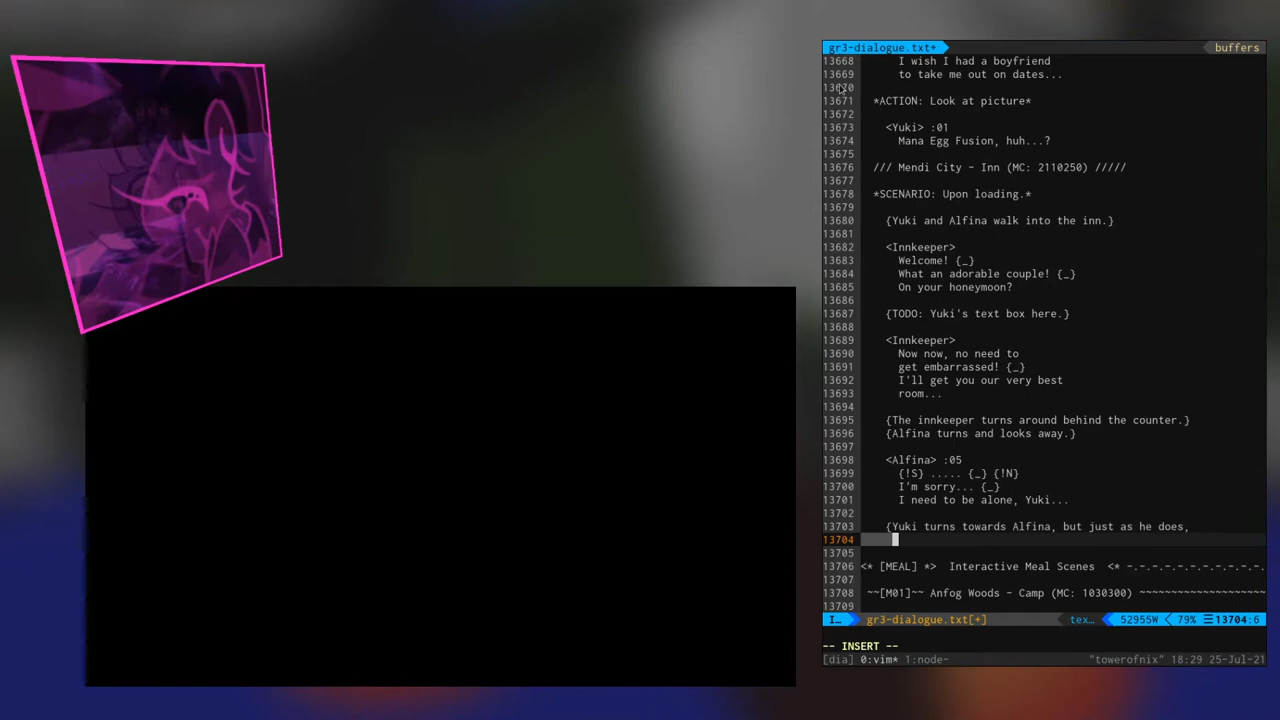 gr3-dialogue.txt+ buffers
13668 I wish I had a boyfriend
13669 to take me out on dates...
13670
13671 *ACTION: Look at picture*
13672
13673 <Yuki> :01
13674 Mana Egg Fusion, huh...?
13675
13676 /// Mendi City - Inn (MC: 2110250) /////
13677
13678 *SCENARIO: Upon loading.*
13679
13680 {Yuki and Alfina walk into the inn.}
13681
13682 <Innkeeper>
13683 Welcome! {_}
13684 What an adorable couple! {_}
13685 On your honeymoon?
13686
13687 {TODO: Yuki's text box here.}
13688
13689 <Innkeeper>
13690 Now now, no need to
13691 get embarrassed! {_}
13692 I'll get you our very best
13693 room...
13694
13695 {The innkeeper turns around behind the counter.}
13696 {Alfina turns and looks away.}
13697
13698 <Alfina> :05
13699 {!S} ..... {_} {!N}
13700 I'm sorry... {_}
13701 I need to be alone, Yuki...
13702
13703 {Yuki turns towards Alfina, but just as he does,
13704
13705
13706 <* [MEAL] *> Interactive Meal Scenes <* -.-.-.-.-.-.-.-.-.-.-.
13707
13708 ~~[M01]~~ Anfog Woods - Camp (MC: 1030300) ~~~~~~~~~~~~~~~~~~~~
13709
I… gr3-dialogue.txt[+] tex… 52955W 79% ☰13704:6
-- INSERT --
[dia] 0:vim* 1:node- "towerofnix" 18:29 25-Jul-21